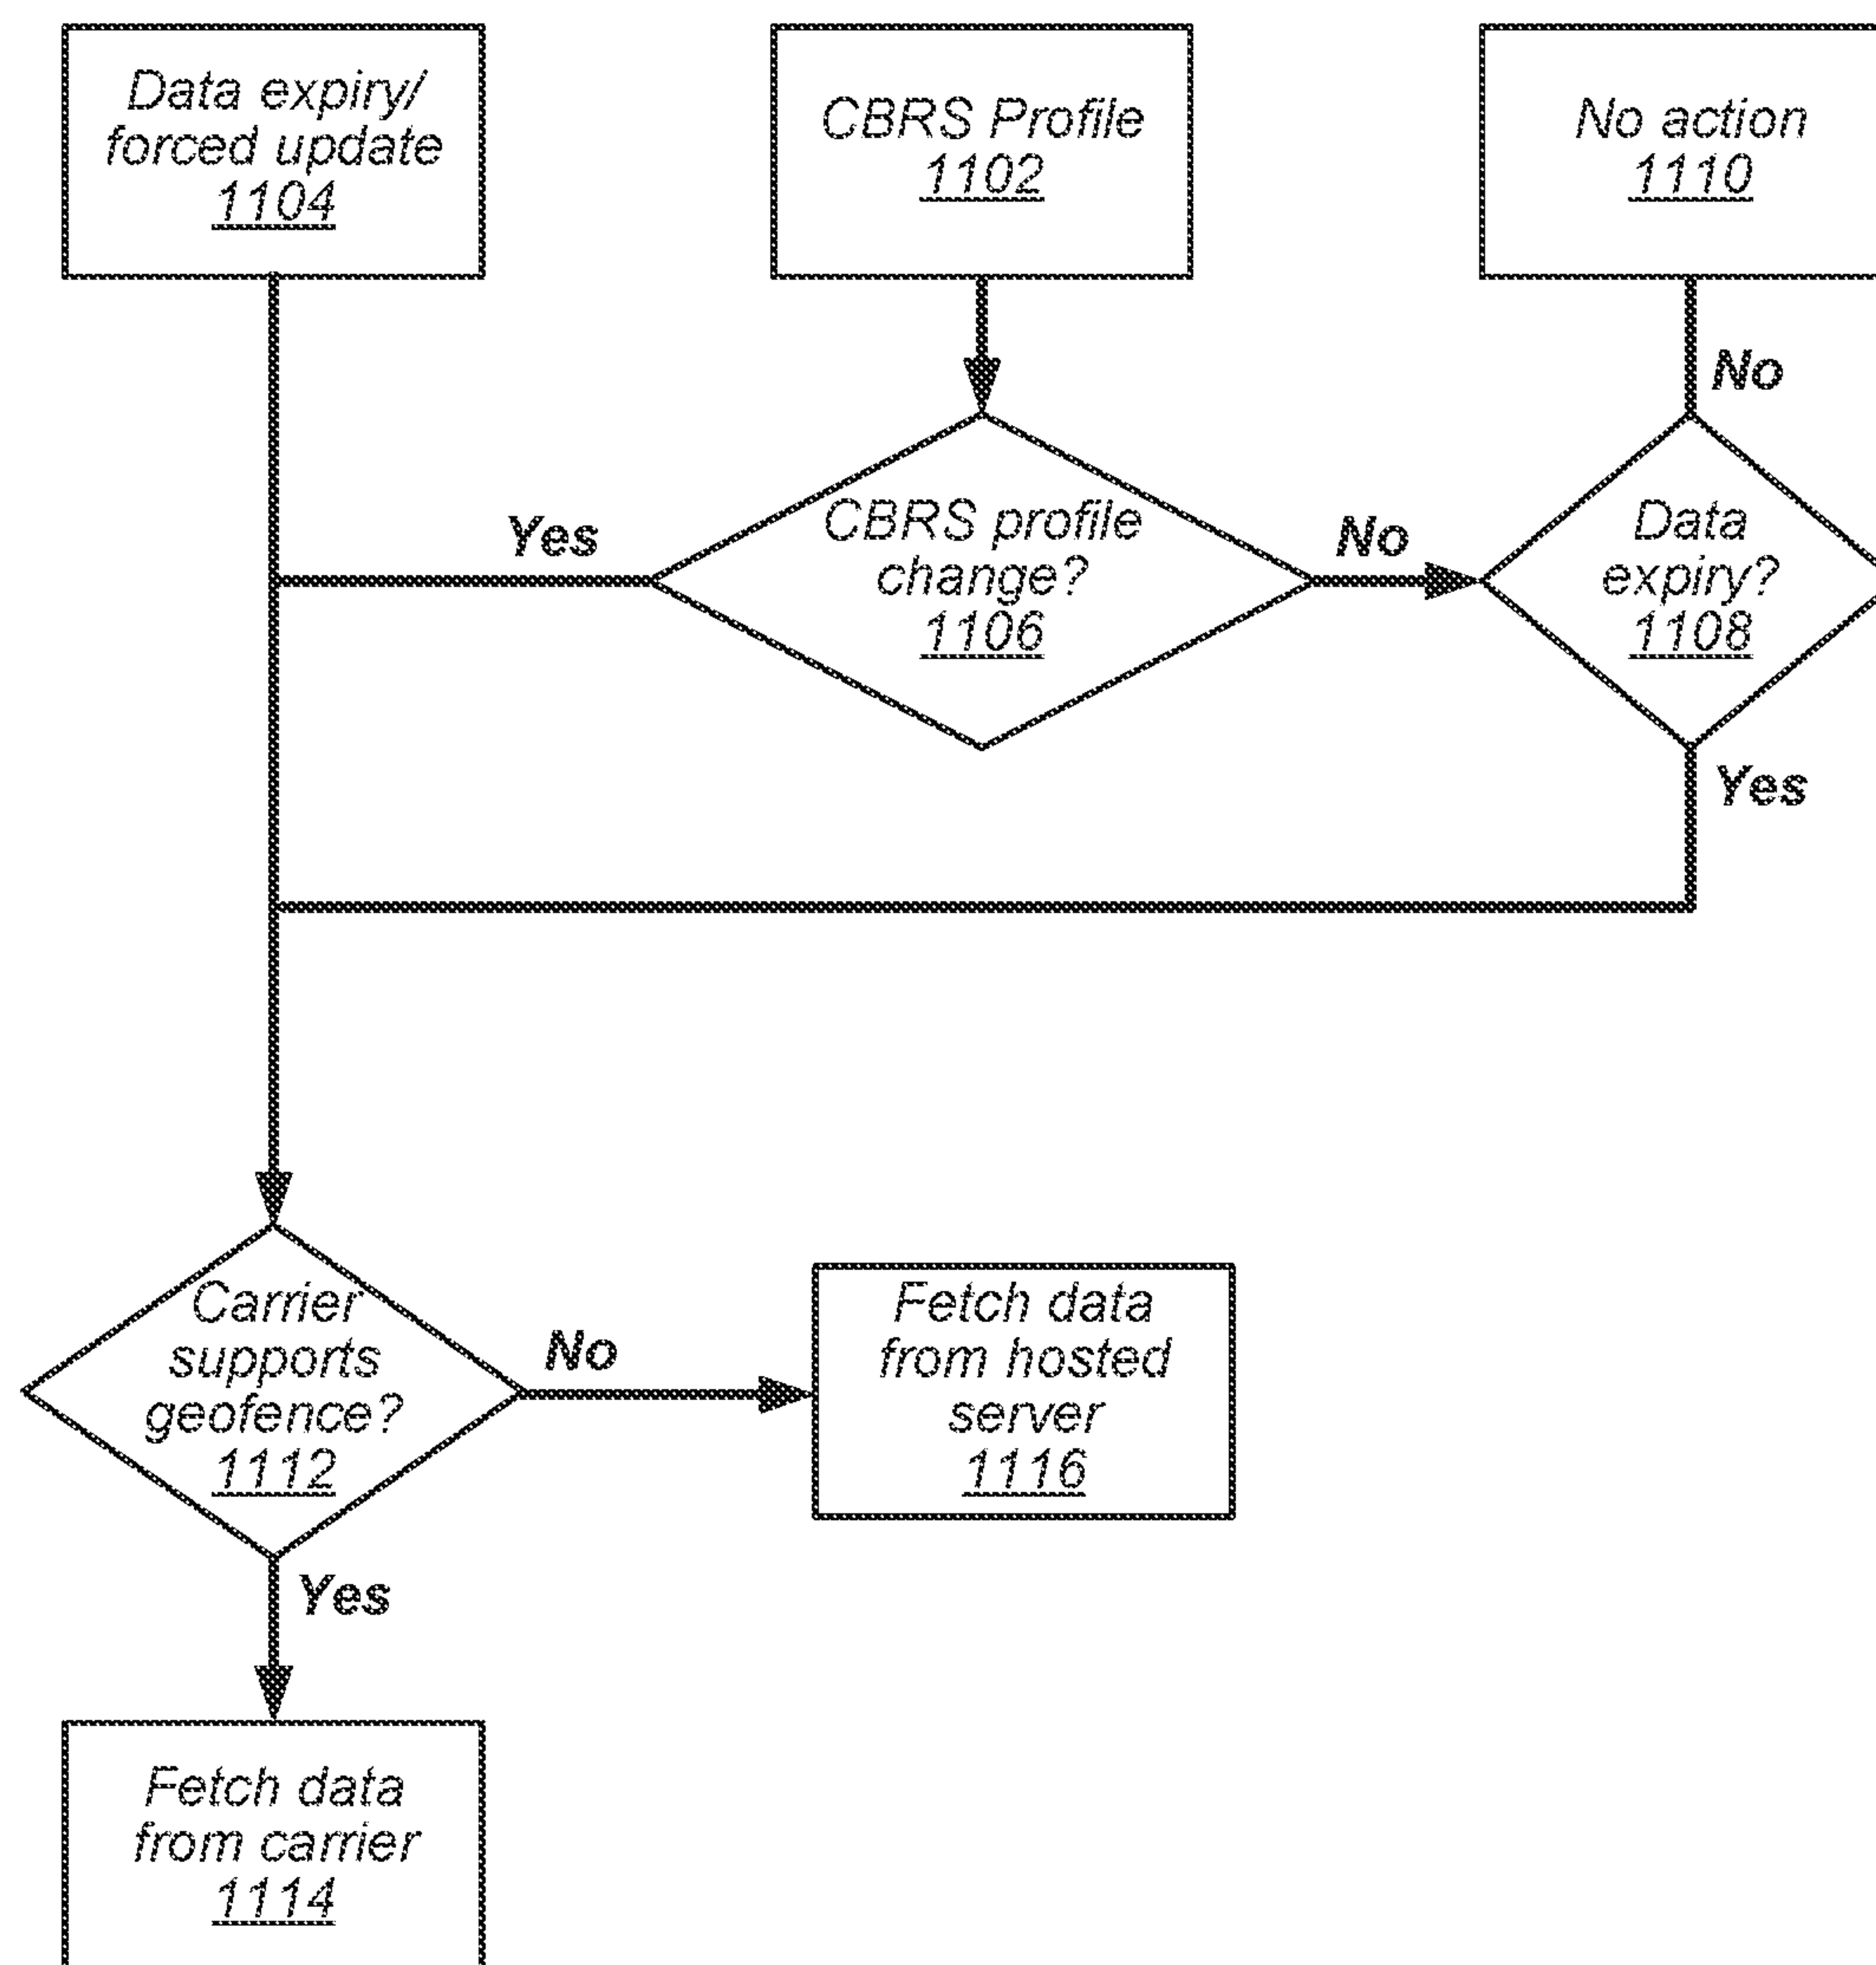 Data expiry/
forced update
1104
CBRS Profile
1102
No action
1110
No
Yes
CBRS profile
change?
1106
No
Data
expiry?
1108
Yes
Carrier
supports
geofence?
1112
No
Fetch data
from hosted
server
1116
Yes
Fetch data
from carrier
1114